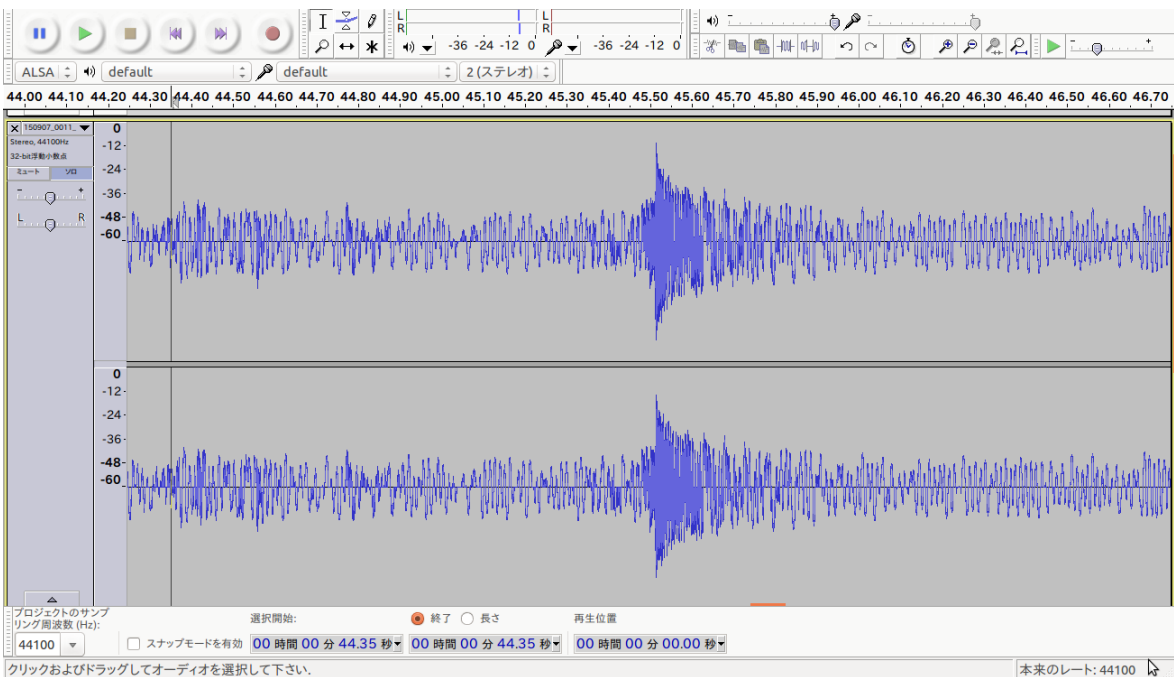 L
R
-36 -24 -12 0
L
R
-36 -24 -12 0
ALSA default default 2 (ステレオ)
44.00 44.10 44.20 44.30 44.40 44.50 44.60 44.70 44.80 44.90 45.00 45.10 45.20 45.30 45.40 45.50 45.60 45.70 45.80 45.90 46.00 46.10 46.20 46.30 46.40 46.50 46.60 46.70
150907_0011_
Stereo, 44100Hz
32-bit浮動小数点
ミュート ソロ
- +
L R
0
-12
-24
-36
-48
-60
0
-12
-24
-36
-48
-60
プロジェクトのサンプ
リング周波数 (Hz):
44100
スナップモードを有効
選択開始:
終了 長さ
再生位置
00 時間 00 分 44.35 秒
00 時間 00 分 44.35 秒
00 時間 00 分 00.00 秒
クリックおよびドラッグしてオーディオを選択して下さい.
本来のレート: 44100